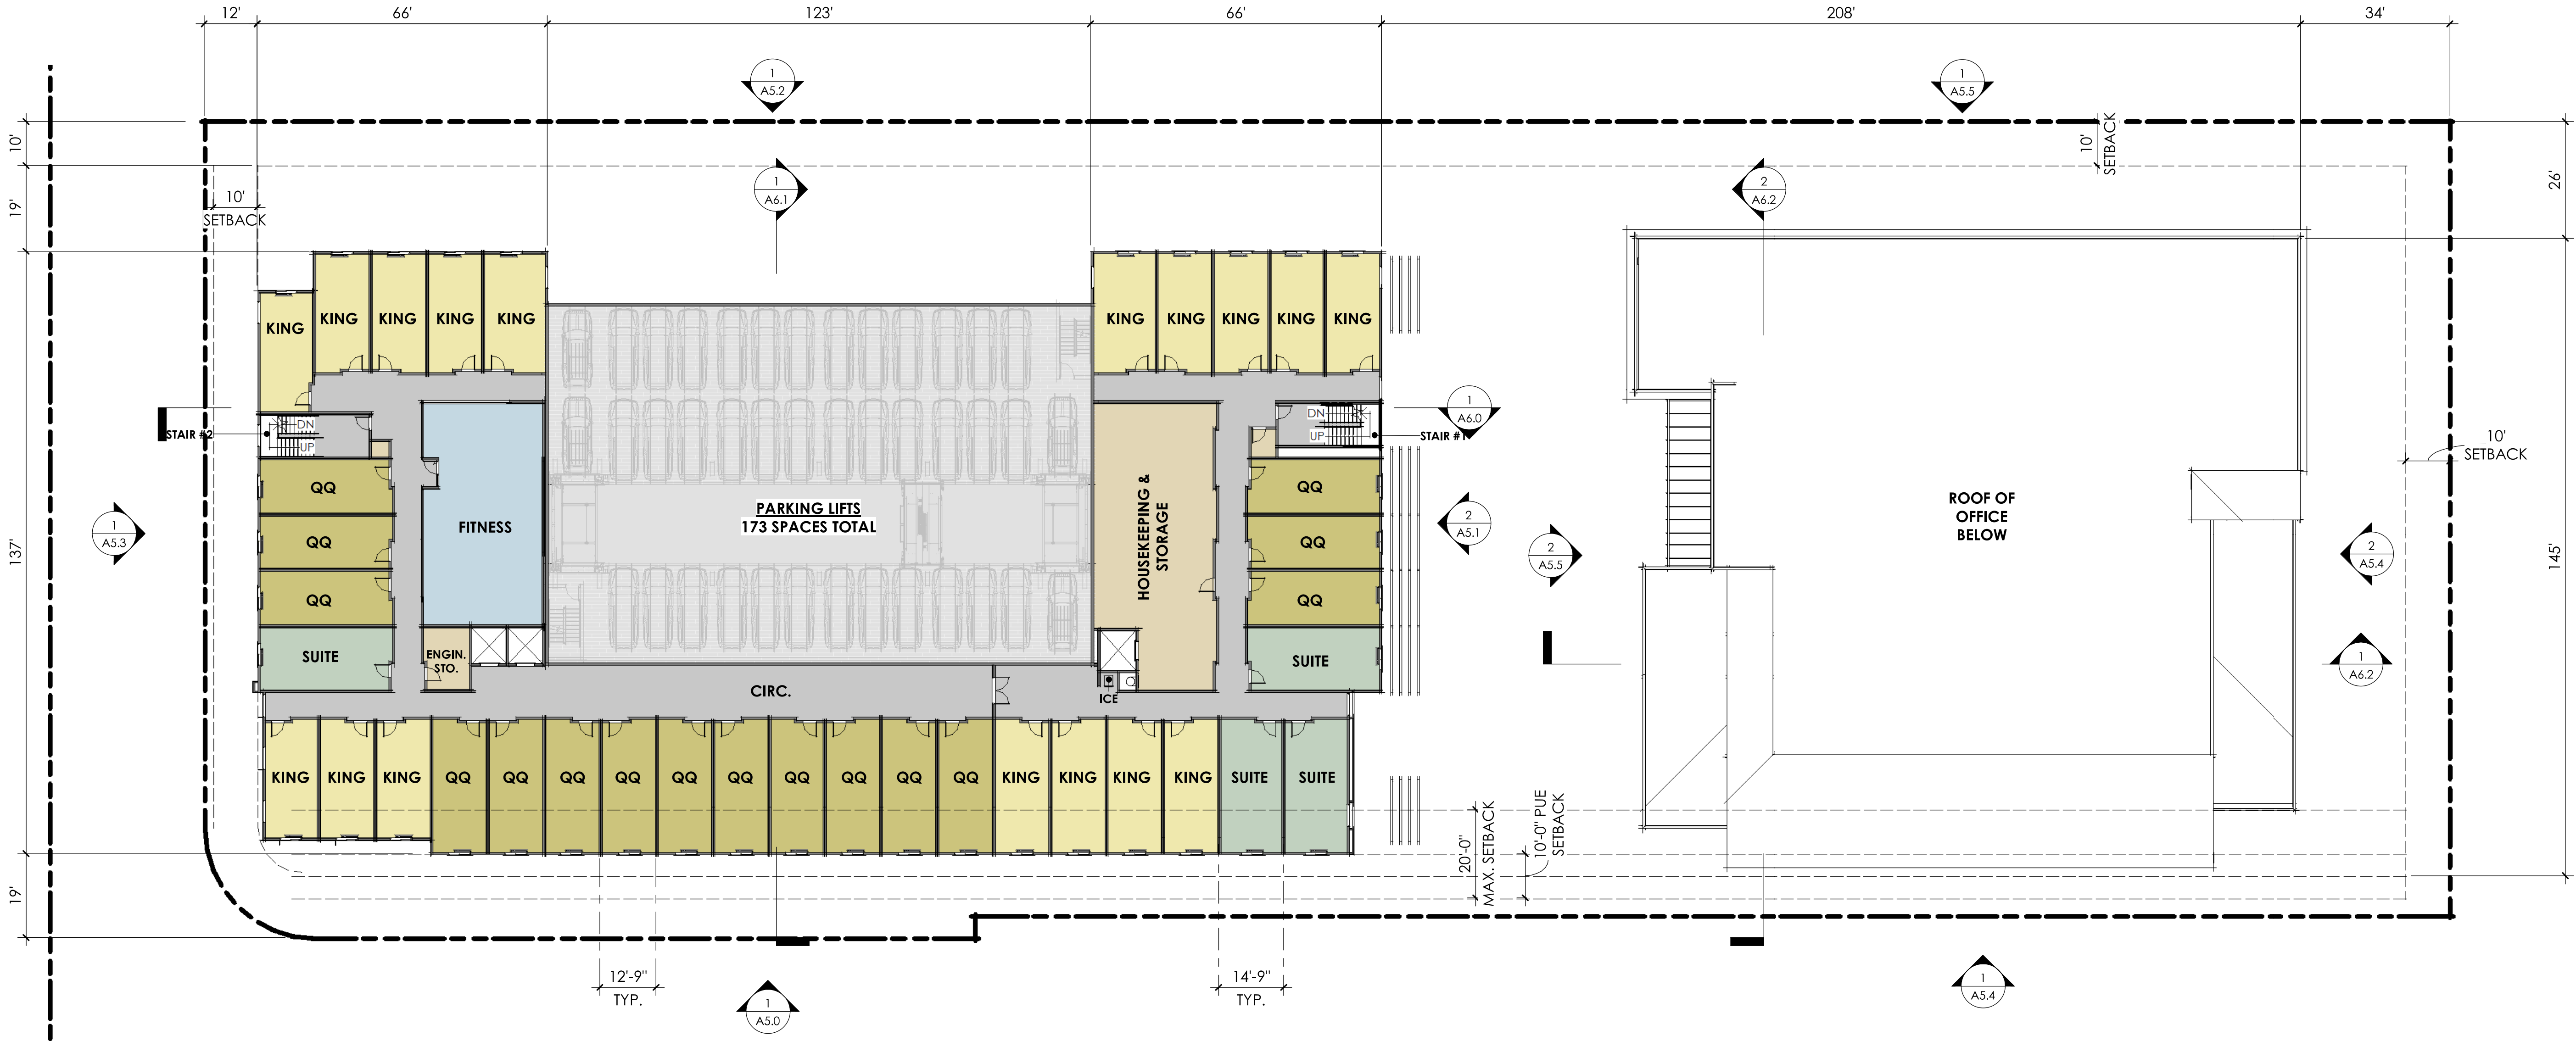 12'
66'
123'
66'
208'
34'
1
A5.2
1
A5.5
10'
19'
137'
19'
10'
SETBACK
1
A6.1
2
A6.2
10'
SETBACK
26'
145'
KING
KING
KING
KING
KING
KING
KING
KING
KING
KING
STAIR #2
DN
UP
DN
UP
STAIR #1
1
A6.0
10'
SETBACK
QQ
QQ
QQ
SUITE
FITNESS
ENGIN.
STO.
PARKING LIFTS
173 SPACES TOTAL
HOUSEKEEPING &
STORAGE
QQ
QQ
QQ
SUITE
1
A5.3
2
A5.1
2
A5.5
ROOF OF
OFFICE
BELOW
2
A5.4
1
A6.2
CIRC.
ICE
KING
KING
KING
QQ
QQ
QQ
QQ
QQ
QQ
QQ
QQ
QQ
QQ
KING
KING
KING
KING
SUITE
SUITE
20'-0"
MAX. SETBACK
10'-0" PUE
SETBACK
12'-9"
TYP.
14'-9"
TYP.
1
A5.0
1
A5.4